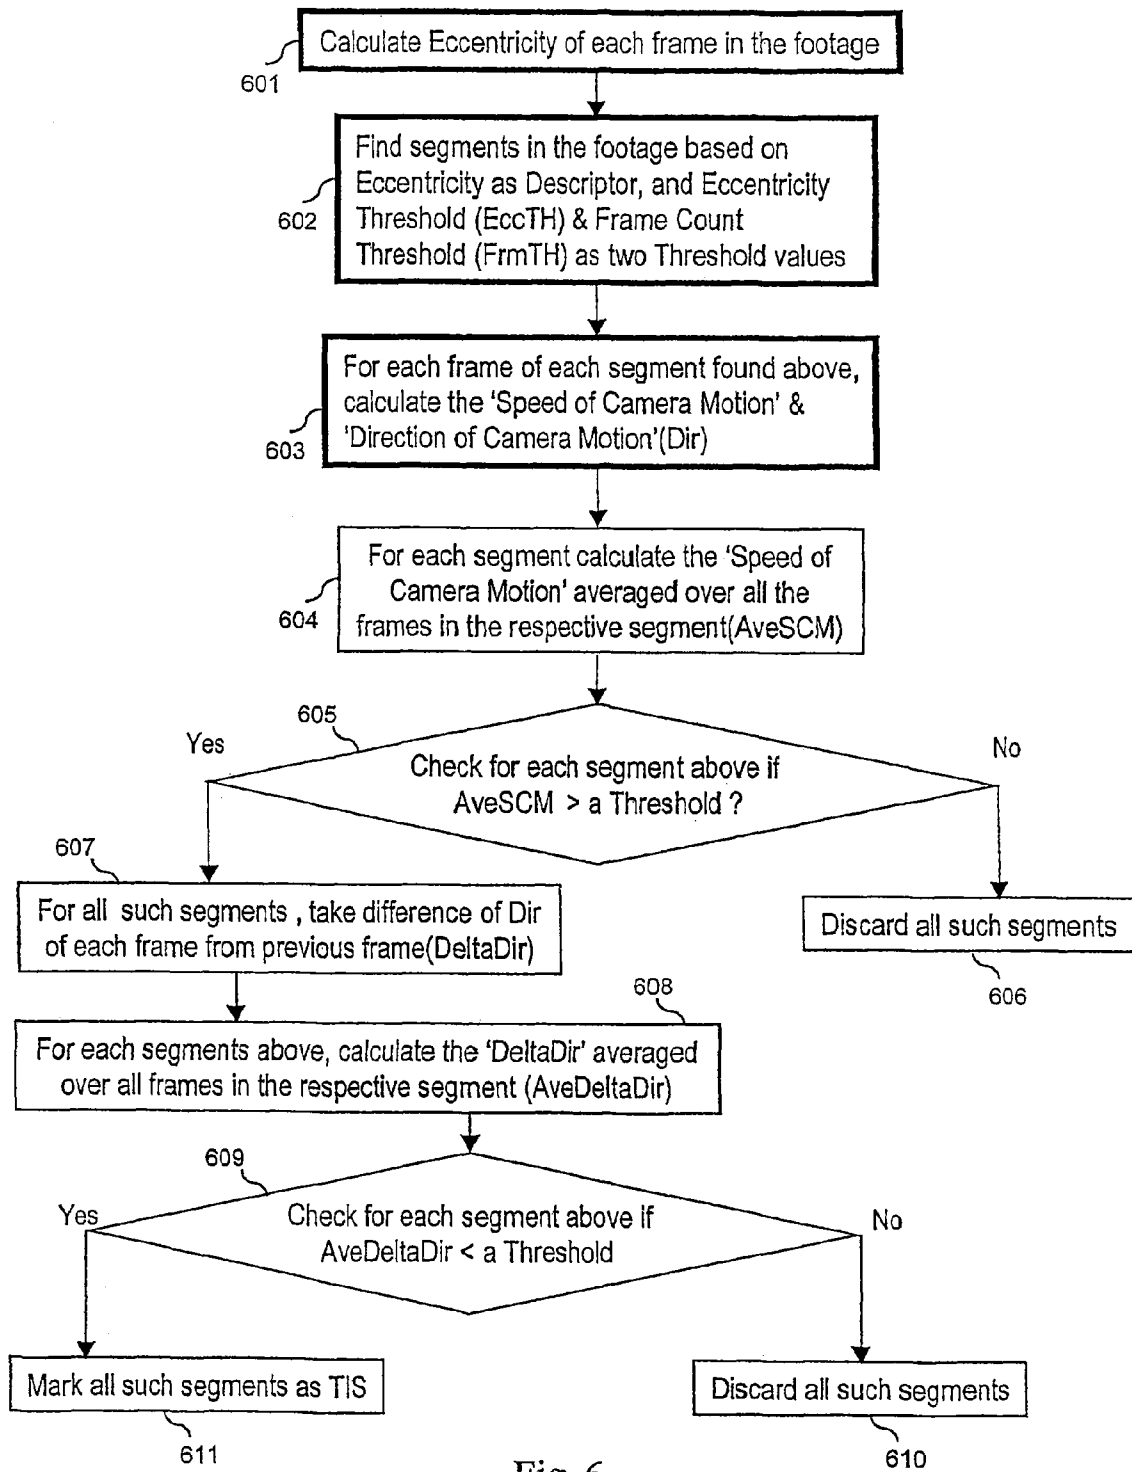 Calculate Eccentricity of each frame in the footage
601
Find segments in the footage based on
Eccentricity as Descriptor, and Eccentricity
Threshold (EccTH) & Frame Count
Threshold (FrmTH) as two Threshold values
602
For each frame of each segment found above,
calculate the 'Speed of Camera Motion' &
'Direction of Camera Motion'(Dir)
603
For each segment calculate the 'Speed of
Camera Motion' averaged over all the
frames in the respective segment(AveSCM)
604
605
Yes
No
Check for each segment above if
AveSCM > a Threshold ?
607
For all such segments , take difference of Dir
of each frame from previous frame(DeltaDir)
Discard all such segments
606
608
For each segments above, calculate the 'DeltaDir' averaged
over all frames in the respective segment (AveDeltaDir)
609
Yes
No
Check for each segment above if
AveDeltaDir < a Threshold
Mark all such segments as TIS
611
Discard all such segments
610
Fig. 6